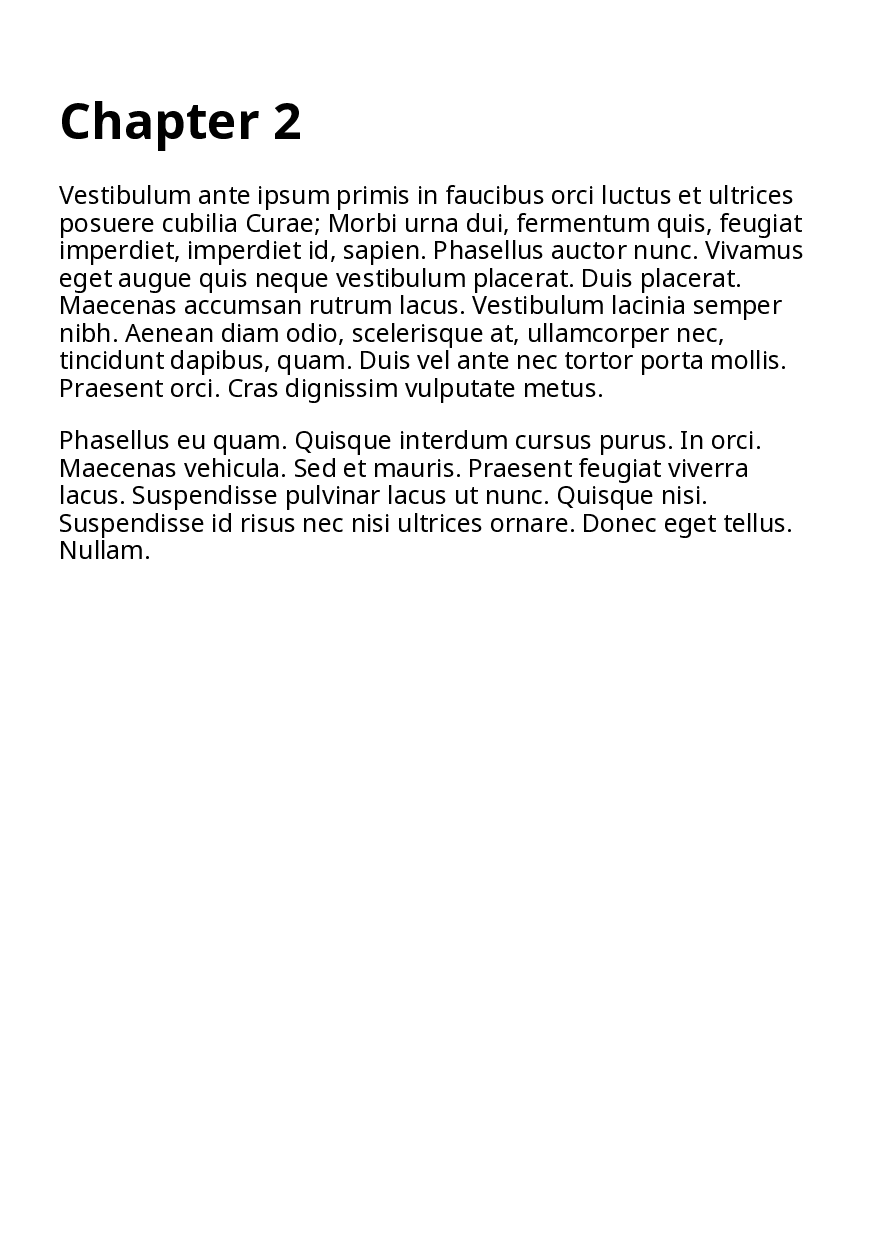 Chapter 2
Vestibulum ante ipsum primis in faucibus orci luctus et ultrices
posuere cubilia Curae; Morbi urna dui, fermentum quis, feugiat
imperdiet, imperdiet id, sapien. Phasellus auctor nunc. Vivamus
eget augue quis neque vestibulum placerat. Duis placerat.
Maecenas accumsan rutrum lacus. Vestibulum lacinia semper
nibh. Aenean diam odio, scelerisque at, ullamcorper nec,
tincidunt dapibus, quam. Duis vel ante nec tortor porta mollis.
Praesent orci. Cras dignissim vulputate metus.
Phasellus eu quam. Quisque interdum cursus purus. In orci.
Maecenas vehicula. Sed et mauris. Praesent feugiat viverra
lacus. Suspendisse pulvinar lacus ut nunc. Quisque nisi.
Suspendisse id risus nec nisi ultrices ornare. Donec eget tellus.
Nullam.